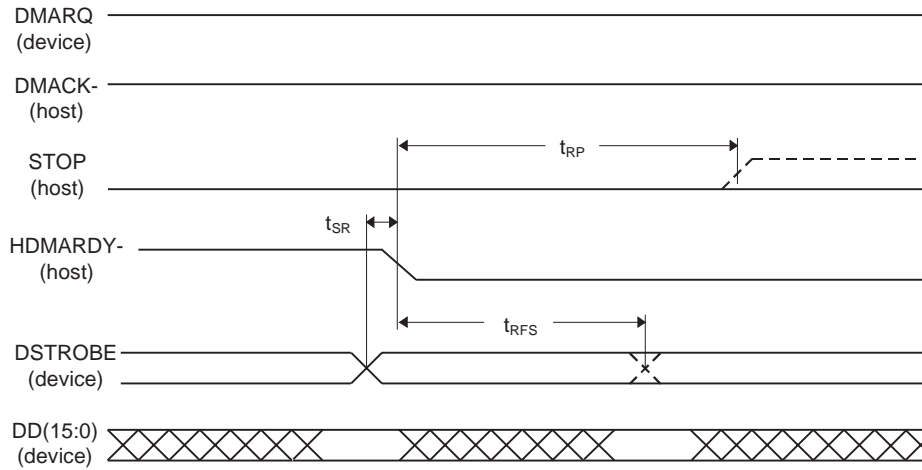 DMARQ
(device)
DMACK-
(host)
STOP
(host)
tRP
tSR
HDMARDY-
(host)
tRFS
DSTROBE
(device)
DD(15:0)
(device)